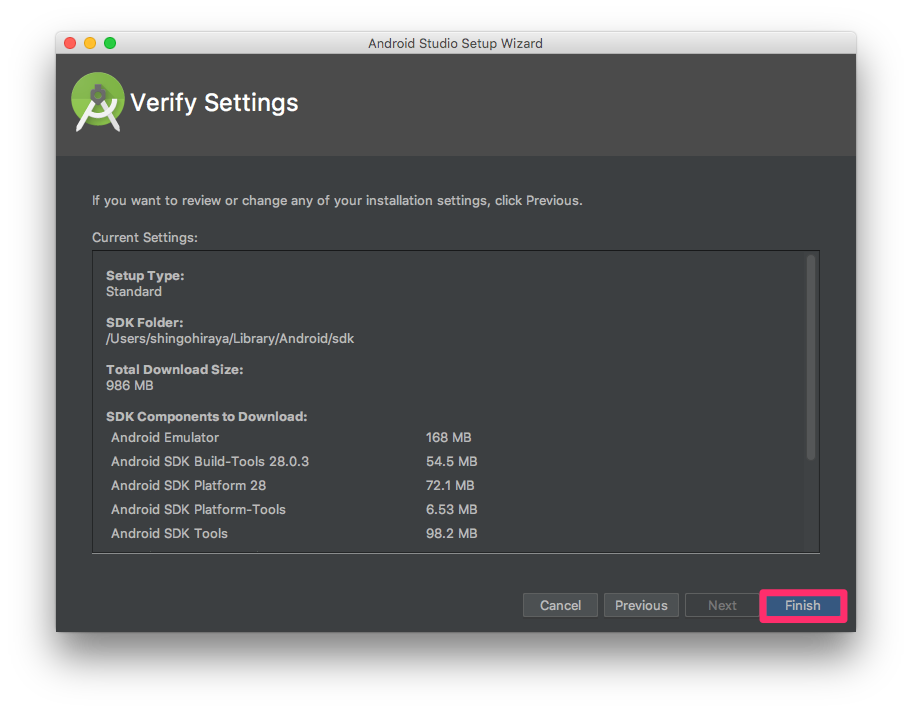 Android Studio Setup Wizard
Verify Settings
If you want to review or change any of your installation settings, click Previous.
Current Settings:
Setup Type:
Standard
SDK Folder:
/Users/shingohiraya/Library/Android/sdk
Total Download Size:
986 MB
SDK Components to Download:
Android Emulator 168 MB
Android SDK Build-Tools 28.0.3 54.5 MB
Android SDK Platform 28 72.1 MB
Android SDK Platform-Tools 6.53 MB
Android SDK Tools 98.2 MB
Cancel Previous Next Finish